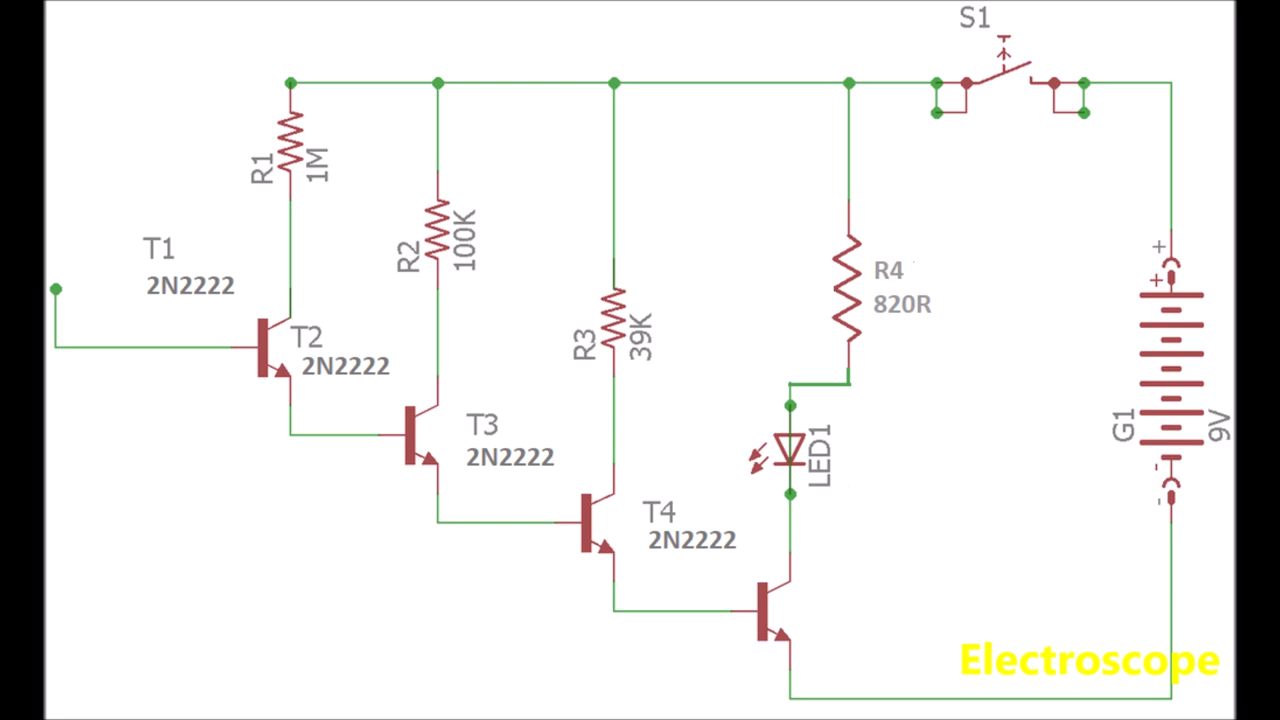 S1
R1
1M
R2
100K
T1
2N2222
R4
820R
+
+
T2
2N2222
R3
39K
T3
2N2222
LED1
G1
9V
-
-
T4
2N2222
Electroscope